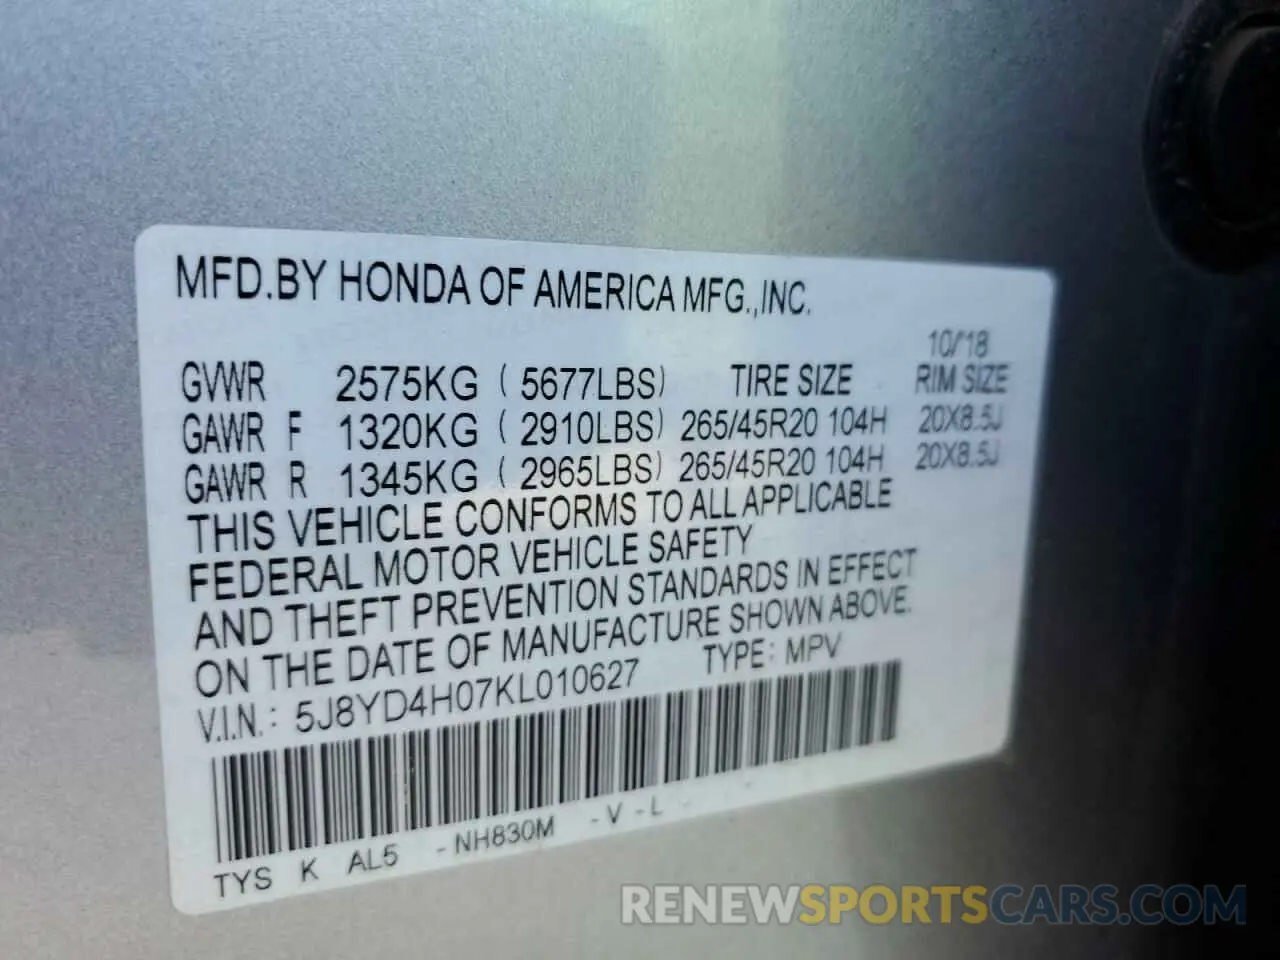 MFD.BY HONDA OF AMERICA MFG.,INC.
10/18
GVWR 2575KG ( 5677LBS) TIRE SIZE RIM SIZE
GAWR F 1320KG ( 2910LBS) 265/45R20 104H 20X8.5J
GAWR R 1345KG ( 2965LBS) 265/45R20 104H 20X8.5J
THIS VEHICLE CONFORMS TO ALL APPLICABLE
FEDERAL MOTOR VEHICLE SAFETY
AND THEFT PREVENTION STANDARDS IN EFFECT
ON THE DATE OF MANUFACTURE SHOWN ABOVE.
V.I.N.: 5J8YD4H07KL010627 TYPE: MPV
TYS K AL5 -NH830M -V-L - -
RENEWSPORTSCARS.COM